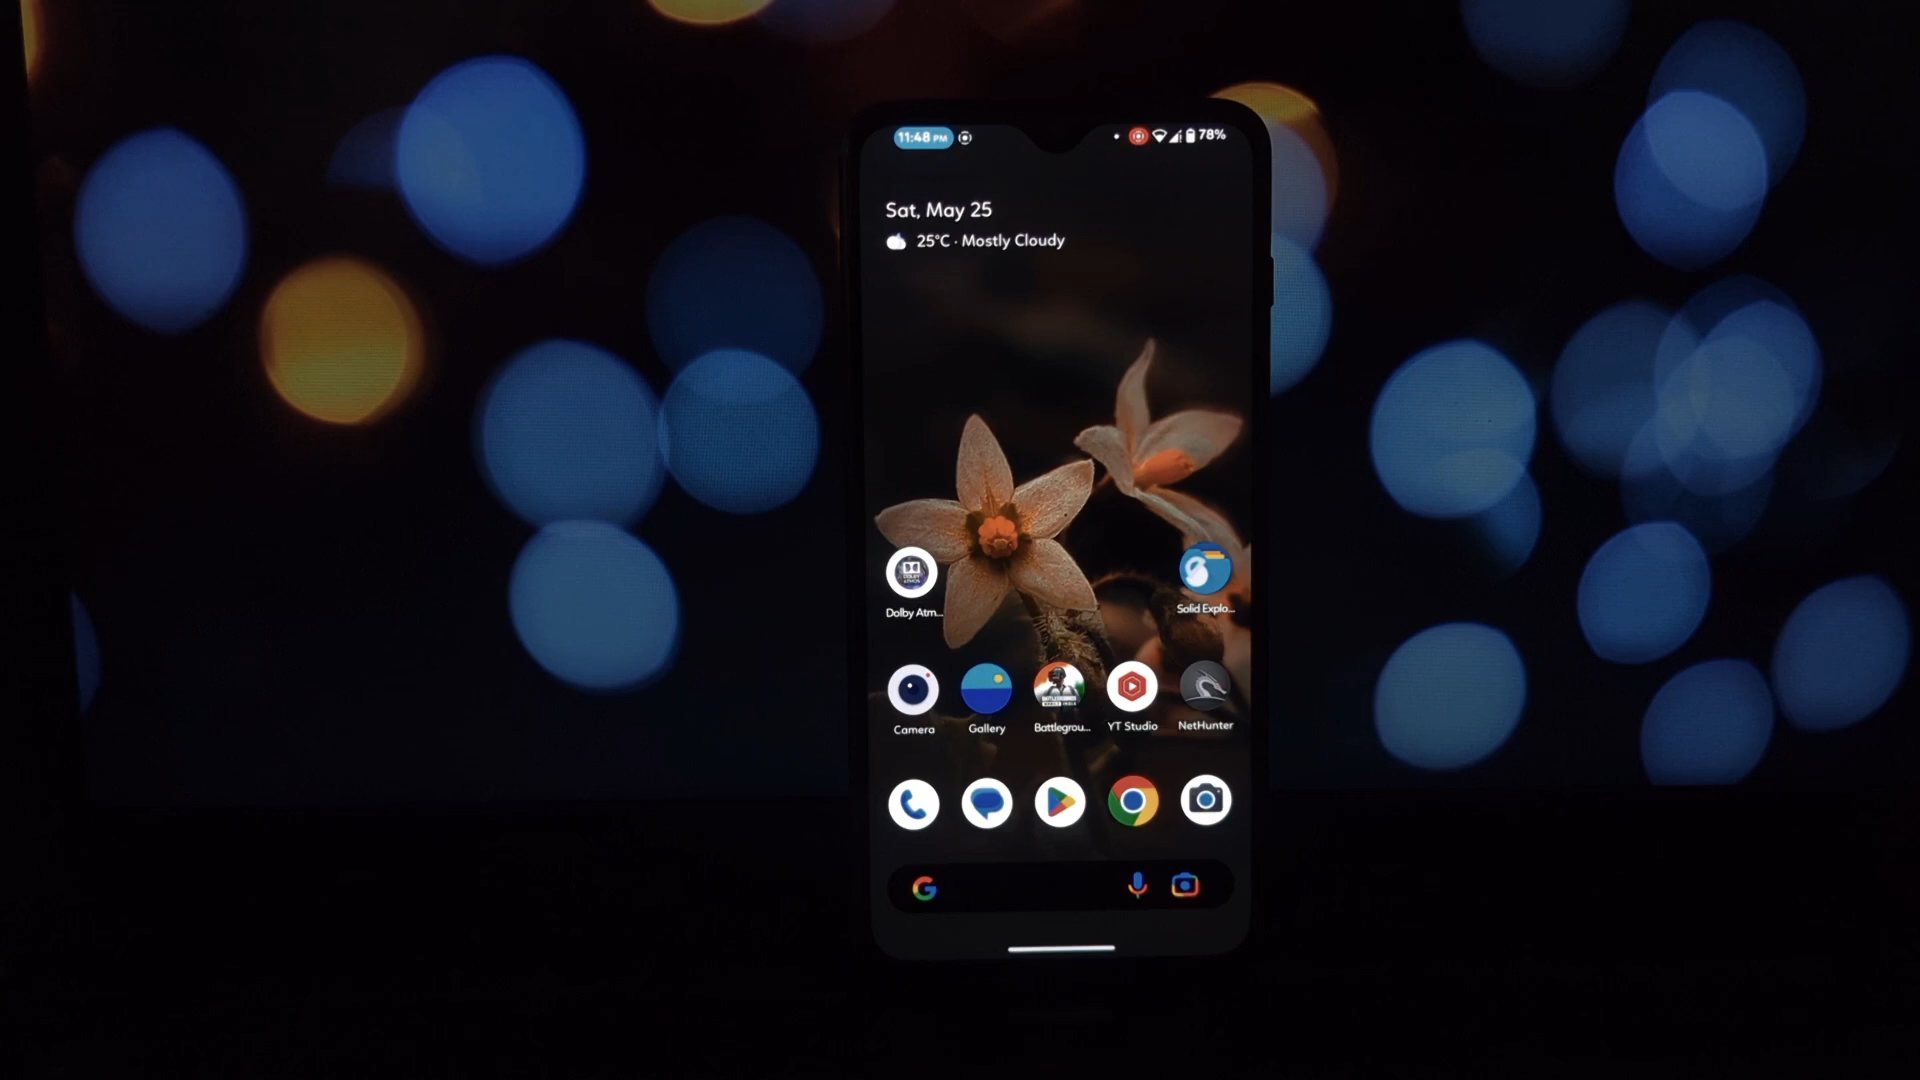 11:48 PM
78%
Sat, May 25
25°C · Mostly Cloudy
Dolby Atm...
Solid Explo...
Camera
Gallery
Battlegrou...
YT Studio
NetHunter